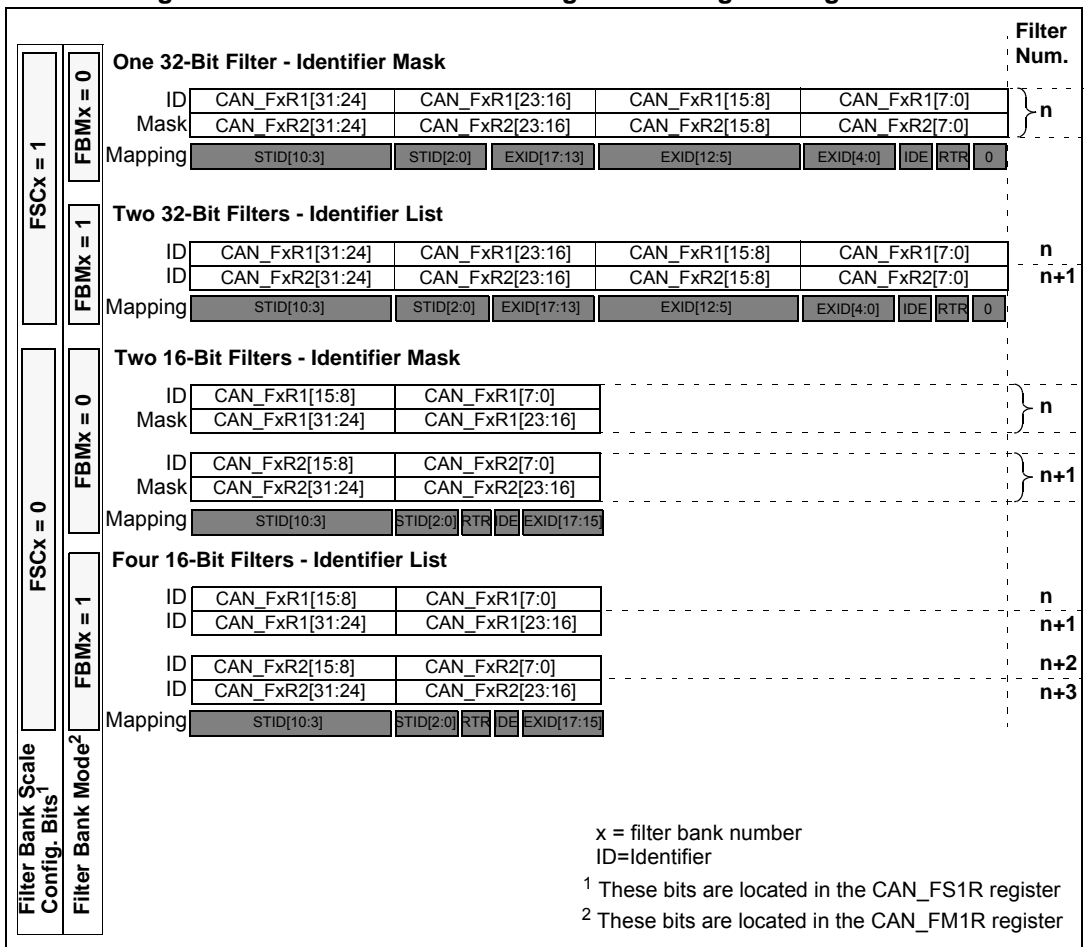 Filter
Num.
One 32-Bit Filter - Identifier Mask
ID CAN_FxR1[31:24] CAN_FxR1[23:16] CAN_FxR1[15:8] CAN_FxR1[7:0] n
Mask CAN_FxR2[31:24] CAN_FxR2[23:16] CAN_FxR2[15:8] CAN_FxR2[7:0]
Mapping STID[10:3] STID[2:0] EXID[17:13] EXID[12:5] EXID[4:0] IDE RTR 0
FSCx = 1
FBMx = 0
Two 32-Bit Filters - Identifier List
ID CAN_FxR1[31:24] CAN_FxR1[23:16] CAN_FxR1[15:8] CAN_FxR1[7:0] n
ID CAN_FxR2[31:24] CAN_FxR2[23:16] CAN_FxR2[15:8] CAN_FxR2[7:0] n+1
Mapping STID[10:3] STID[2:0] EXID[17:13] EXID[12:5] EXID[4:0] IDE RTR 0
FBMx = 1
Two 16-Bit Filters - Identifier Mask
ID CAN_FxR1[15:8] CAN_FxR1[7:0] n
Mask CAN_FxR1[31:24] CAN_FxR1[23:16]
ID CAN_FxR2[15:8] CAN_FxR2[7:0] n+1
Mask CAN_FxR2[31:24] CAN_FxR2[23:16]
Mapping STID[10:3] STID[2:0] RTR IDE EXID[17:15]
FSCx = 0
FBMx = 0
Four 16-Bit Filters - Identifier List
ID CAN_FxR1[15:8] CAN_FxR1[7:0] n
ID CAN_FxR1[31:24] CAN_FxR1[23:16] n+1
ID CAN_FxR2[15:8] CAN_FxR2[7:0] n+2
ID CAN_FxR2[31:24] CAN_FxR2[23:16] n+3
Mapping STID[10:3] STID[2:0] RTR IDE EXID[17:15]
FBMx = 1
Filter Bank Scale
Config. Bits1
Filter Bank Mode2
x = filter bank number
ID=Identifier
1 These bits are located in the CAN_FS1R register
2 These bits are located in the CAN_FM1R register